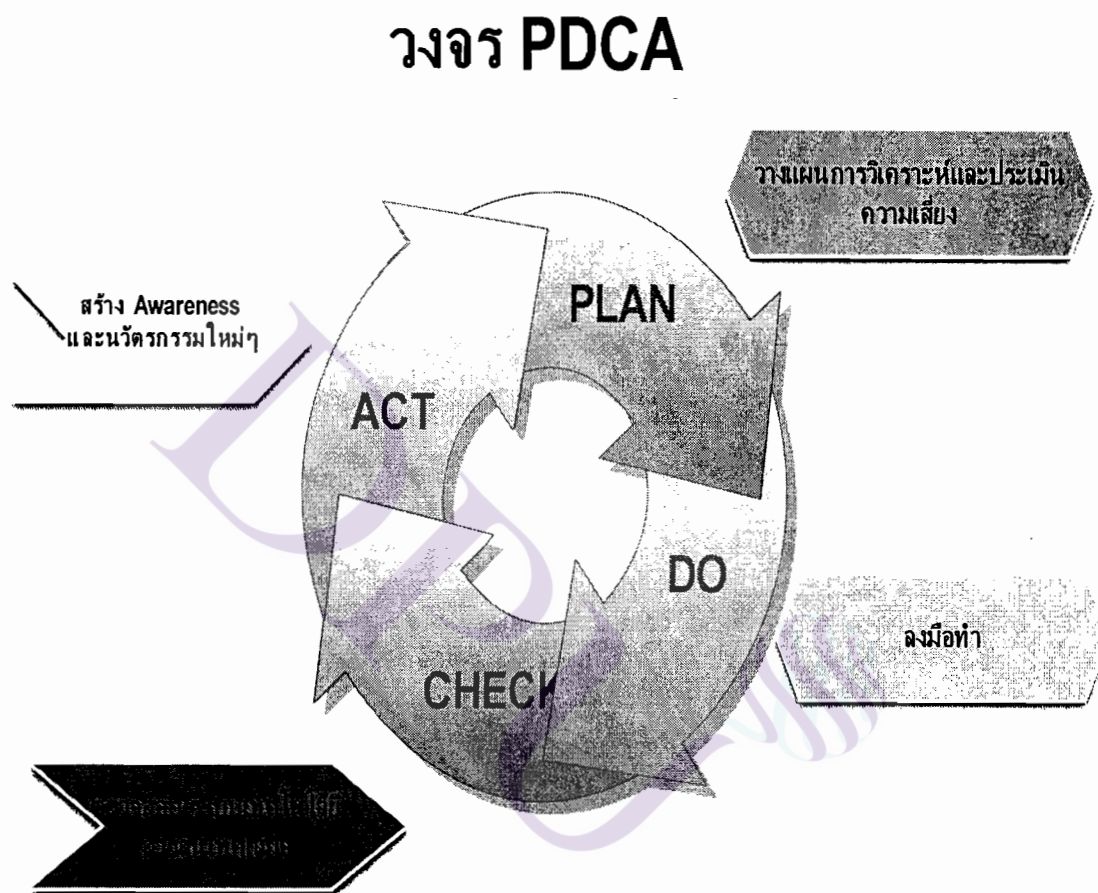 วงจร PDCA
วางแผนการวิเคราะห์และประเมิน
ความเสี่ยง
PLAN
สร้าง Awareness
และนวัตรกรรมใหม่ๆ
ACT
DO
ลงมือทำ
CHECK
DPU